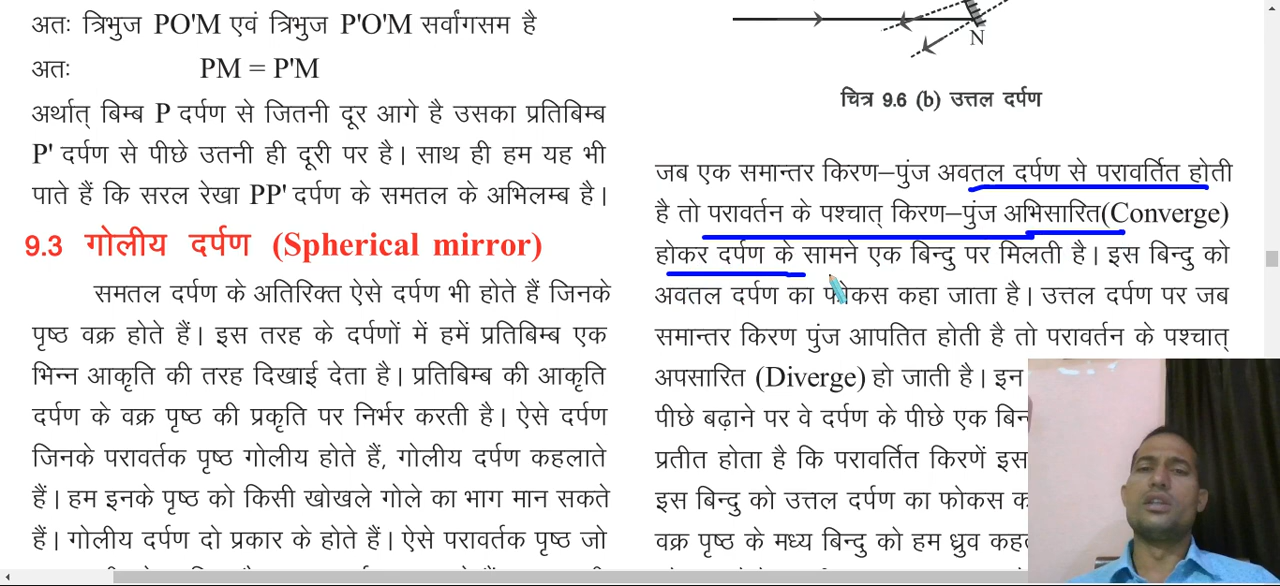 अतः त्रिभुज PO'M एवं त्रिभुज P'O'M सर्वांगसम है
अतः PM = P'M
अर्थात् बिम्ब P दर्पण से जितनी दूर आगे है उसका प्रतिबिम्ब
P' दर्पण से पीछे उतनी ही दूरी पर है। साथ ही हम यह भी
पाते हैं कि सरल रेखा PP' दर्पण के समतल के अभिलम्ब है।
9.3 गोलीय दर्पण (Spherical mirror)
समतल दर्पण के अतिरिक्त ऐसे दर्पण भी होते हैं जिनके
पृष्ठ वक्र होते हैं। इस तरह के दर्पणों में हमें प्रतिबिम्ब एक
भिन्न आकृति की तरह दिखाई देता है। प्रतिबिम्ब की आकृति
दर्पण के वक्र पृष्ठ की प्रकृति पर निर्भर करती है। ऐसे दर्पण
जिनके परावर्तक पृष्ठ गोलीय होते हैं, गोलीय दर्पण कहलाते
हैं। हम इनके पृष्ठ को किसी खोखले गोले का भाग मान सकते
हैं। गोलीय दर्पण दो प्रकार के होते हैं। ऐसे परावर्तक पृष्ठ जो
N
चित्र 9.6 (b) उत्तल दर्पण
जब एक समान्तर किरण–पुंज अवतल दर्पण से परावर्तित होती
है तो परावर्तन के पश्चात् किरण–पुंज अभिसारित(Converge)
होकर दर्पण के सामने एक बिन्दु पर मिलती है। इस बिन्दु को
अवतल दर्पण का फोकस कहा जाता है। उत्तल दर्पण पर जब
समान्तर किरण पुंज आपतित होती है तो परावर्तन के पश्चात्
अपसारित (Diverge) हो जाती है। इन
पीछे बढ़ाने पर वे दर्पण के पीछे एक
प्रतीत होता है कि परावर्तित किरणें इस
इस बिन्दु को उत्तल दर्पण का फोकस
वक्र पृष्ठ के मध्य बिन्दु को हम ध्रुव